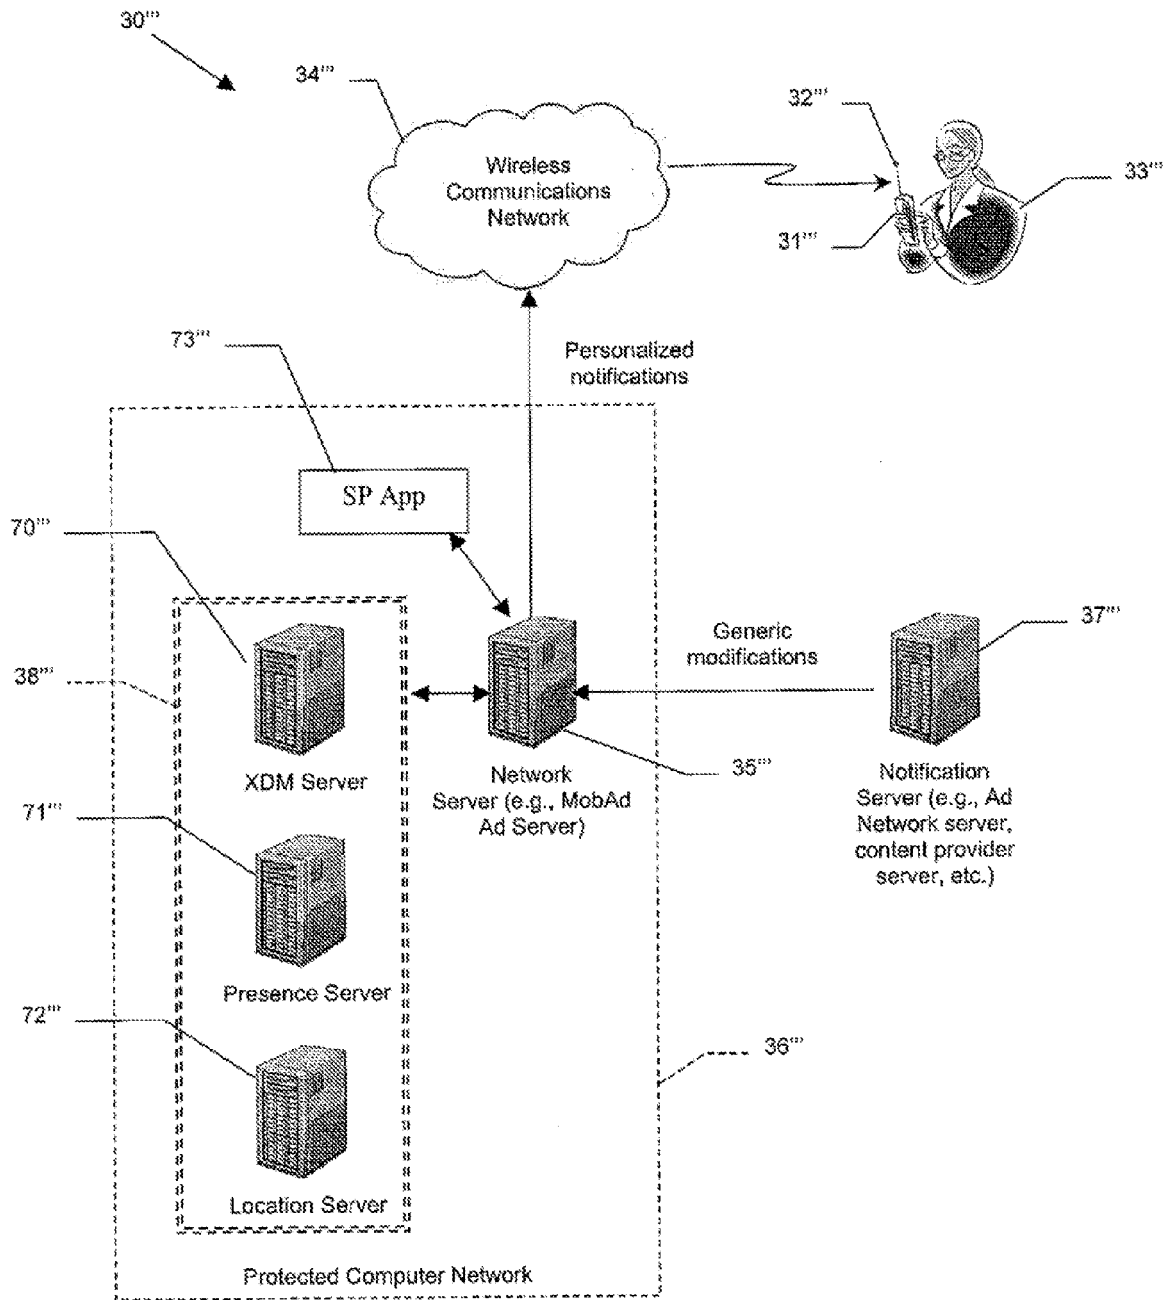 30'''
34'''
32'''
Wireless
Communications
Network
33'''
31'''
73'''
Personalized
notifications
SP App
70'''
Generic
modifications
37'''
38'''
XDM Server
35'''
Network
Server (e.g., MobAd
Ad Server)
Notification
Server (e.g., Ad
Network server,
content provider
server, etc.)
71'''
Presence Server
72'''
36'''
Location Server
Protected Computer Network